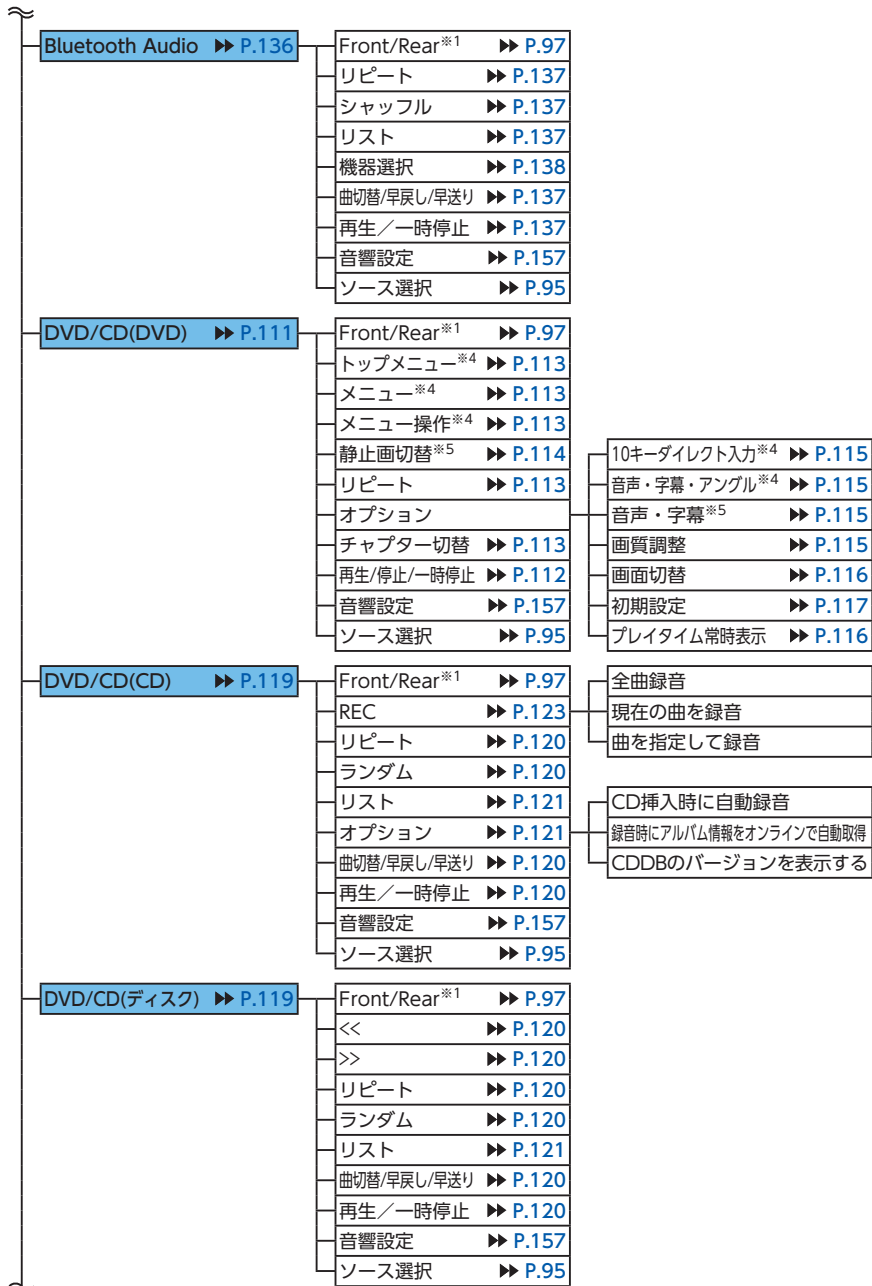 Bluetooth Audio ▶▶ P.136
Front/Rear※1 ▶▶ P.97
リピート ▶▶ P.137
シャッフル ▶▶ P.137
リスト ▶▶ P.137
機器選択 ▶▶ P.138
曲切替/早戻し/早送り ▶▶ P.137
再生／一時停止 ▶▶ P.137
音響設定 ▶▶ P.157
ソース選択 ▶▶ P.95
DVD/CD(DVD) ▶▶ P.111
Front/Rear※1 ▶▶ P.97
トップメニュー※4 ▶▶ P.113
メニュー※4 ▶▶ P.113
メニュー操作※4 ▶▶ P.113
静止画切替※5 ▶▶ P.114
リピート ▶▶ P.113
オプション
チャプター切替 ▶▶ P.113
再生/停止/一時停止 ▶▶ P.112
音響設定 ▶▶ P.157
ソース選択 ▶▶ P.95
10キーダイレクト入力※4 ▶▶ P.115
音声・字幕・アングル※4 ▶▶ P.115
音声・字幕※5 ▶▶ P.115
画質調整 ▶▶ P.115
画面切替 ▶▶ P.116
初期設定 ▶▶ P.117
プレイタイム常時表示 ▶▶ P.116
DVD/CD(CD) ▶▶ P.119
Front/Rear※1 ▶▶ P.97
REC ▶▶ P.123
リピート ▶▶ P.120
ランダム ▶▶ P.120
リスト ▶▶ P.121
オプション ▶▶ P.121
曲切替/早戻し/早送り ▶▶ P.120
再生／一時停止 ▶▶ P.120
音響設定 ▶▶ P.157
ソース選択 ▶▶ P.95
全曲録音
現在の曲を録音
曲を指定して録音
CD挿入時に自動録音
録音時にアルバム情報をオンラインで自動取得
CDDBのバージョンを表示する
DVD/CD(ディスク) ▶▶ P.119
Front/Rear※1 ▶▶ P.97
<< ▶▶ P.120
>> ▶▶ P.120
リピート ▶▶ P.120
ランダム ▶▶ P.120
リスト ▶▶ P.121
曲切替/早戻し/早送り ▶▶ P.120
再生／一時停止 ▶▶ P.120
音響設定 ▶▶ P.157
ソース選択 ▶▶ P.95